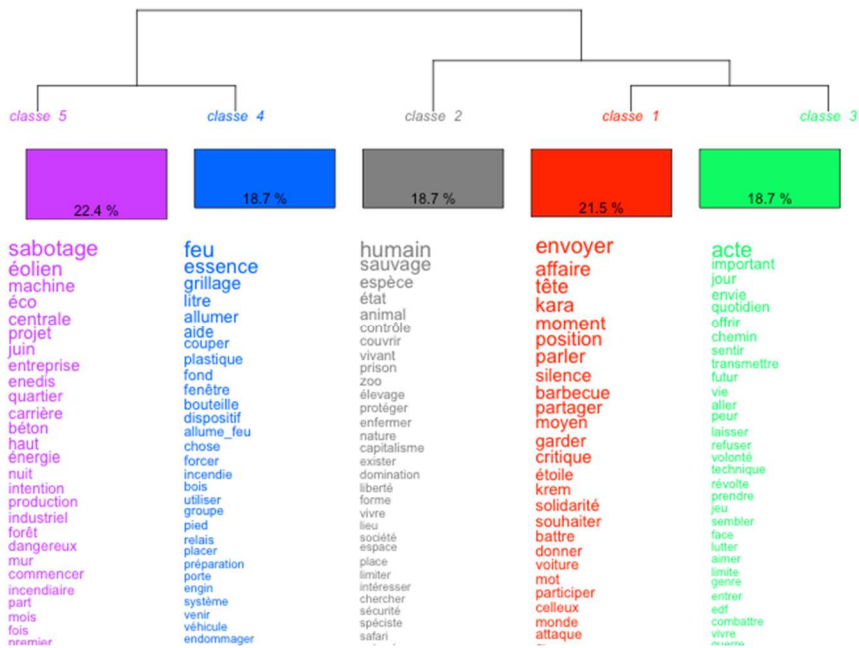 classe 5
classe 4
classe 2
classe 1
classe 3
22.4 %
18.7 %
18.7 %
21.5 %
18.7 %
sabotage
éolien
machine
éco
centrale
projet
juin
entreprise
enedis
quartier
carrière
béton
haut
énergie
nuit
intention
production
industriel
forêt
dangereux
mur
commencer
incendiaire
part
mois
fois
premier
feu
essence
grillage
litre
allumer
aide
couper
plastique
fond
fenêtre
bouteille
dispositif
allume_feu
chose
forcer
incendie
bois
utiliser
groupe
pied
relais
placer
préparation
porte
engin
système
venir
véhicule
endommager
humain
sauvage
espèce
état
animal
contrôle
couvrir
vivant
prison
zoo
élevage
protéger
enfermer
nature
capitalisme
exister
domination
liberté
forme
vivre
lieu
société
espace
place
limiter
intéresser
chercher
sécurité
spéciste
safari
envoyer
affaire
tête
kara
moment
position
parler
silence
barbecue
partager
moyen
garder
critique
étoile
krem
solidarité
souhaiter
battre
donner
voiture
mot
participer
celleux
monde
attaque
acte
important
jour
envie
quotidien
offrir
chemin
sentir
transmettre
futur
vie
aller
peur
laisser
refuser
volonté
technique
révolte
prendre
jeu
sembler
face
lutter
aimer
limite
genre
entrer
edf
combattre
vivre
guerre